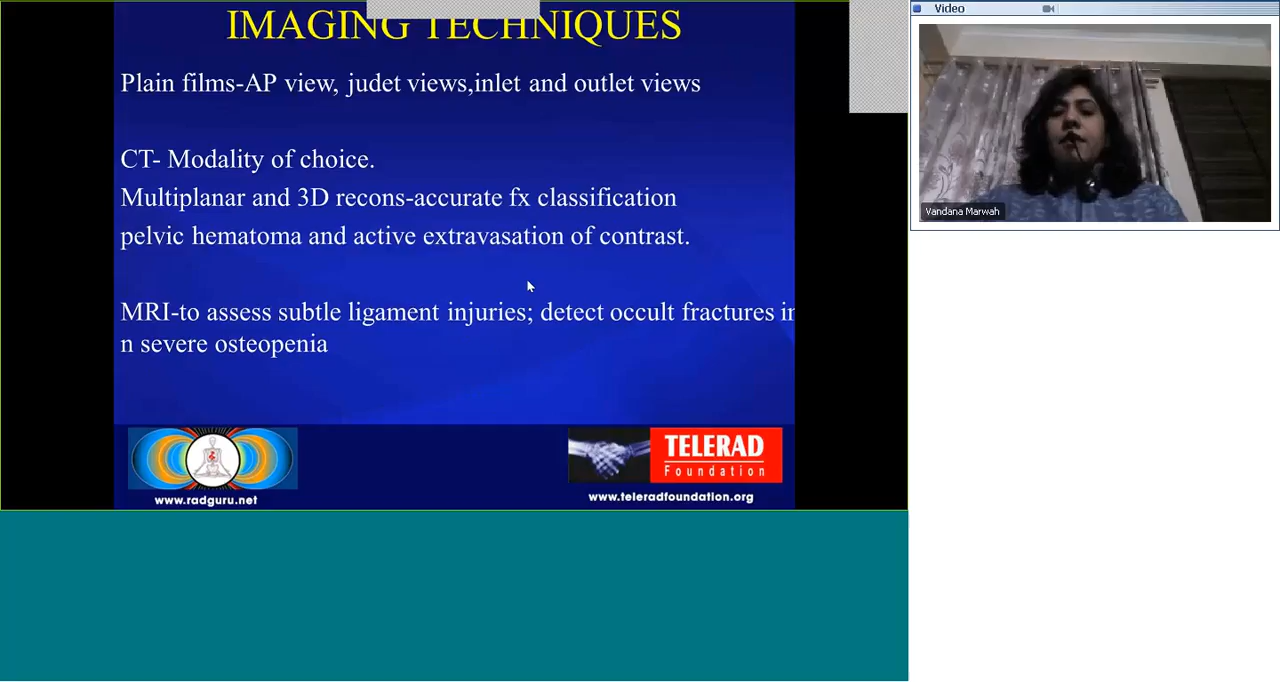 IMAGING TECHNIQUES
Plain films-AP view, judet views,inlet and outlet views
CT- Modality of choice.
Multiplanar and 3D recons-accurate fx classification
pelvic hematoma and active extravasation of contrast.
MRI-to assess subtle ligament injuries; detect occult fractures in
n severe osteopenia
www.radguru.net
TELERAD
Foundation
www.teleradfoundation.org
Video
Vandana Marwah